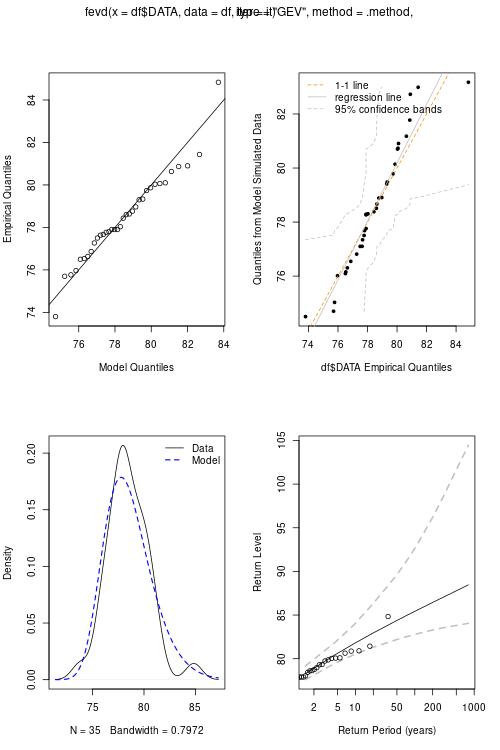 fevd(x = df$DATA, data = df, type = "GEV", method = .method,
Empirical Quantiles
84
82
80
78
76
74
76 78 80 82 84
Model Quantiles
1-1 line
regression line
95% confidence bands
Quantiles from Model Simulated Data
82
80
78
76
74 76 78 80 82 84
df$DATA Empirical Quantiles
Data
Model
Density
0.20
0.15
0.10
0.05
0.00
75 80 85
N = 35 Bandwidth = 0.7972
Return Level
105
100
95
90
85
80
2 5 10 50 200 1000
Return Period (years)